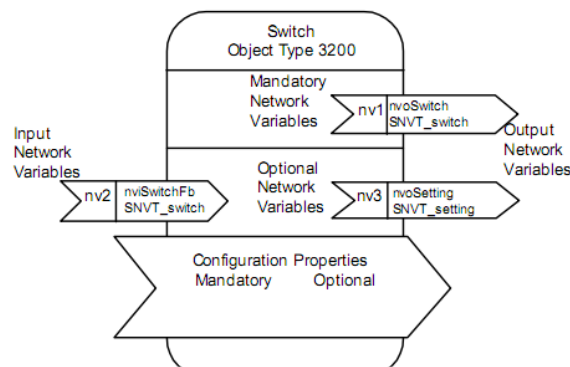 Switch
Object Type 3200
Mandatory
Network
Variables
nv1
nvoSwitch
SNVT_switch
Input
Network
Variables
Output
Network
Variables
Optional
Network
Variables
nv2
nviSwitchFb
SNVT_switch
nv3
nvoSetting
SNVT_setting
Configuration Properties
Mandatory Optional